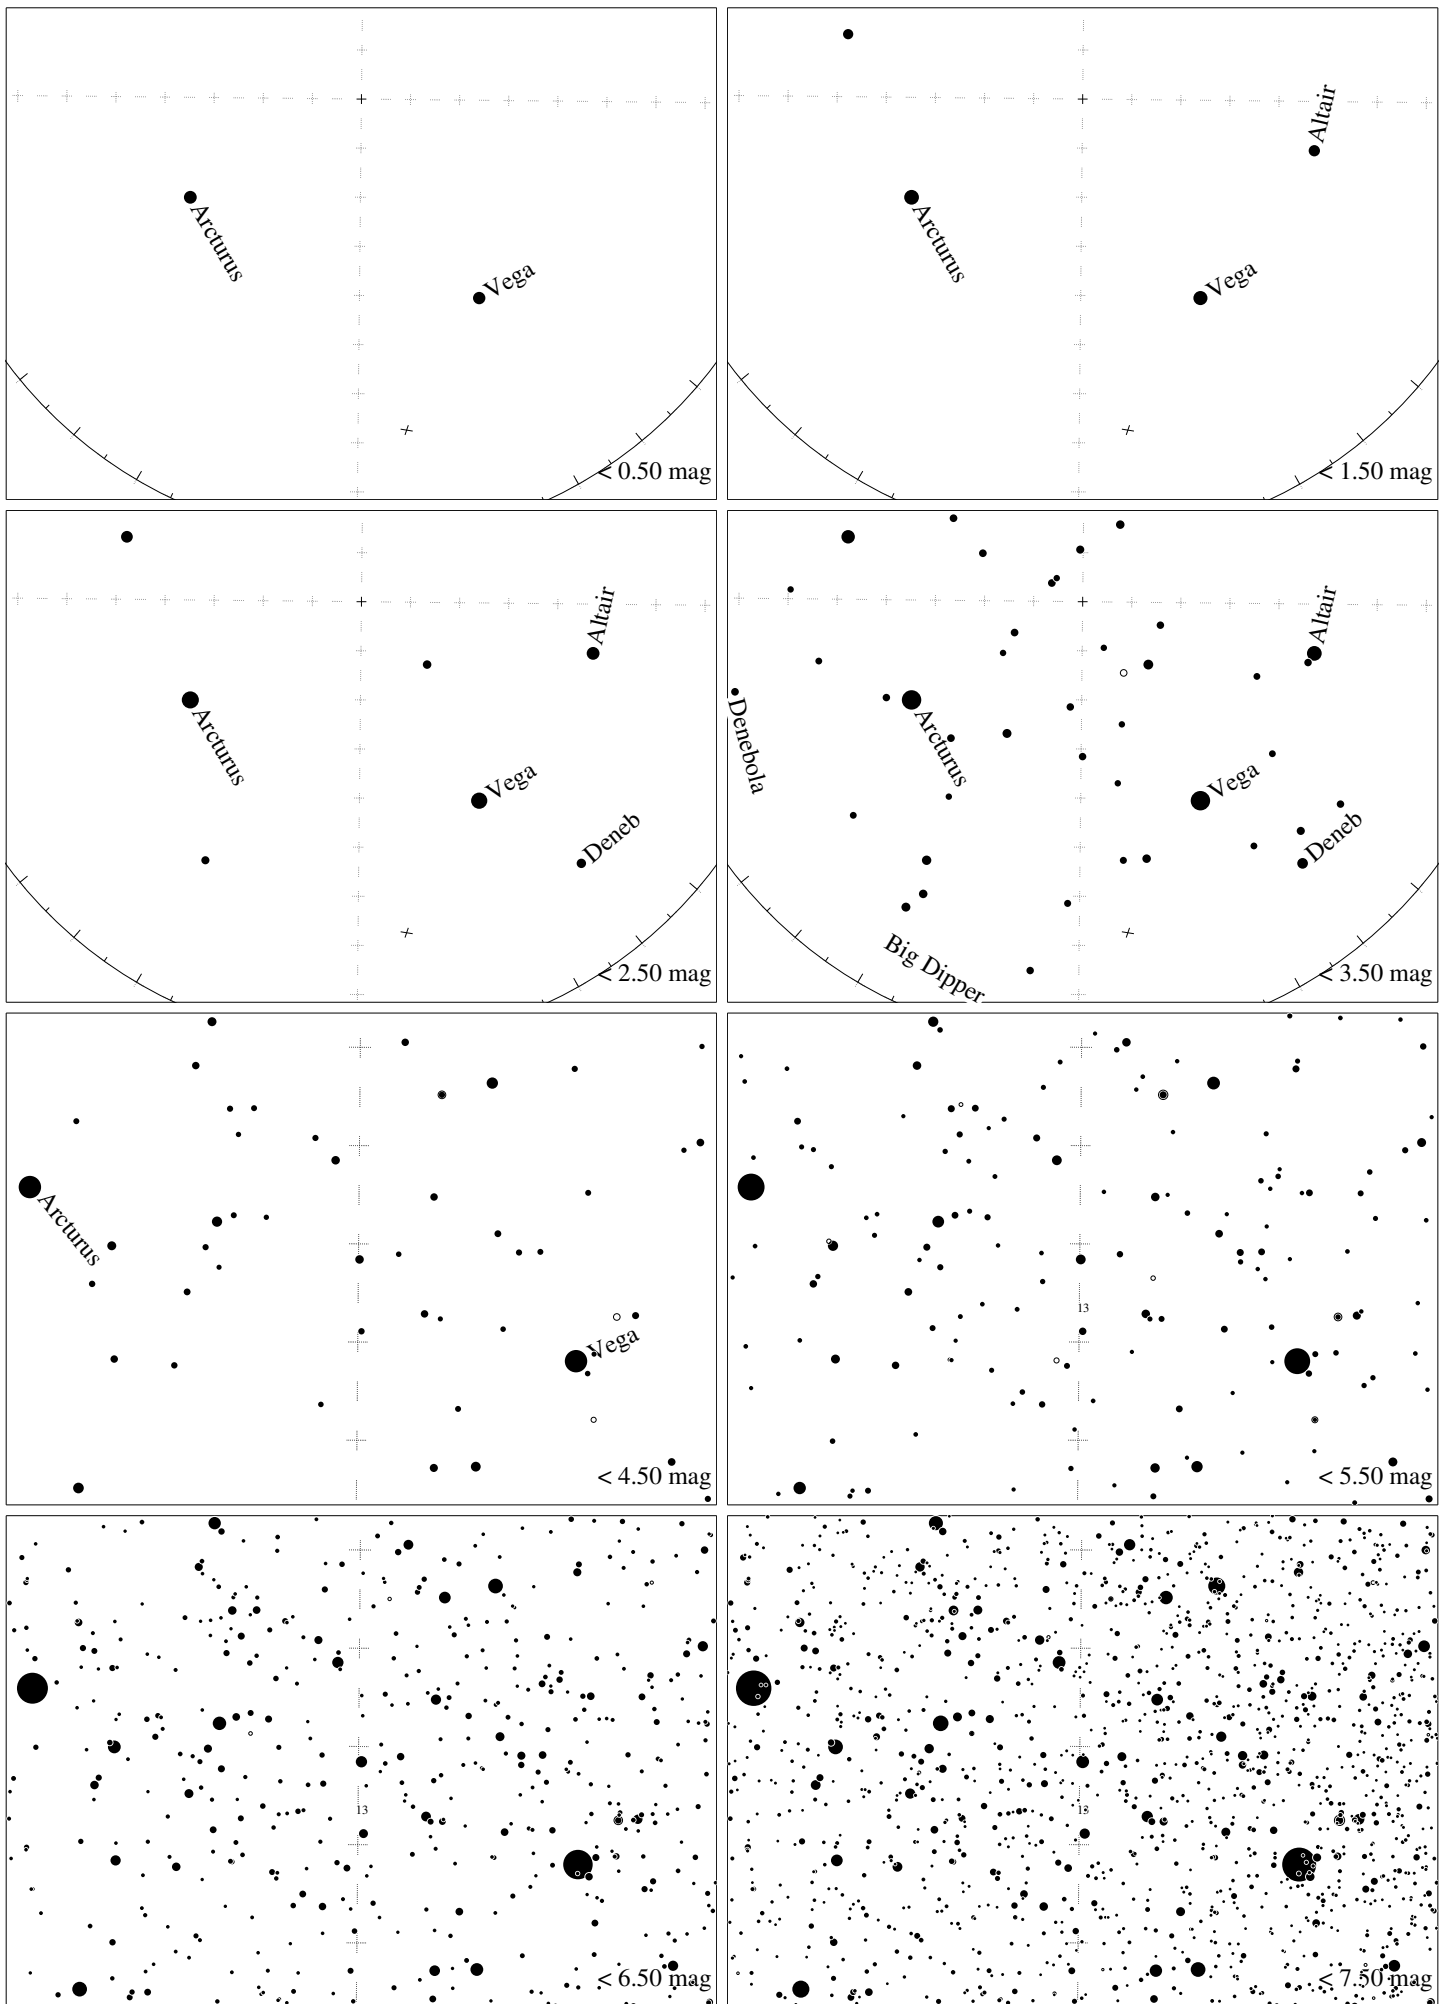 Arcturus
Vega
< 0.50 mag
Altair
Arcturus
Vega
< 1.50 mag
Altair
Arcturus
Vega
Deneb
< 2.50 mag
Altair
Denebola
Arcturus
Vega
Deneb
Big Dipper
< 3.50 mag
Arcturus
Vega
< 4.50 mag
13
< 5.50 mag
13
< 6.50 mag
13
< 7.50 mag